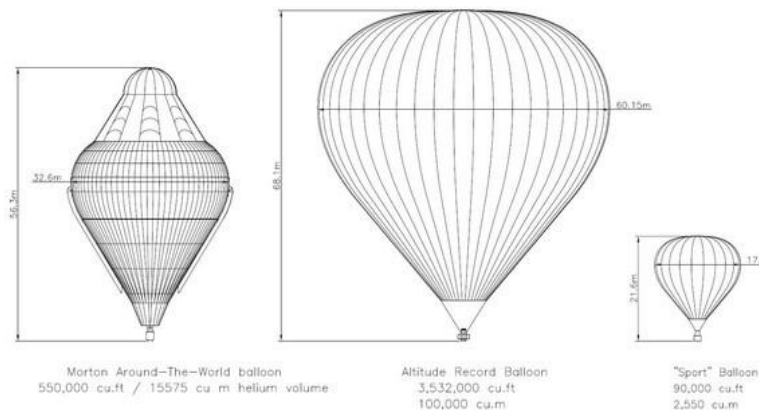 56.3m
32.6m
68.1m
60.15m
21.6m
17.
Morton Around-The-World balloon
550,000 cu.ft / 15575 cu m helium volume
Altitude Record Balloon
3,532,000 cu.ft
100,000 cu.m
"Sport" Balloon
90,000 cu.ft
2,550 cu.m